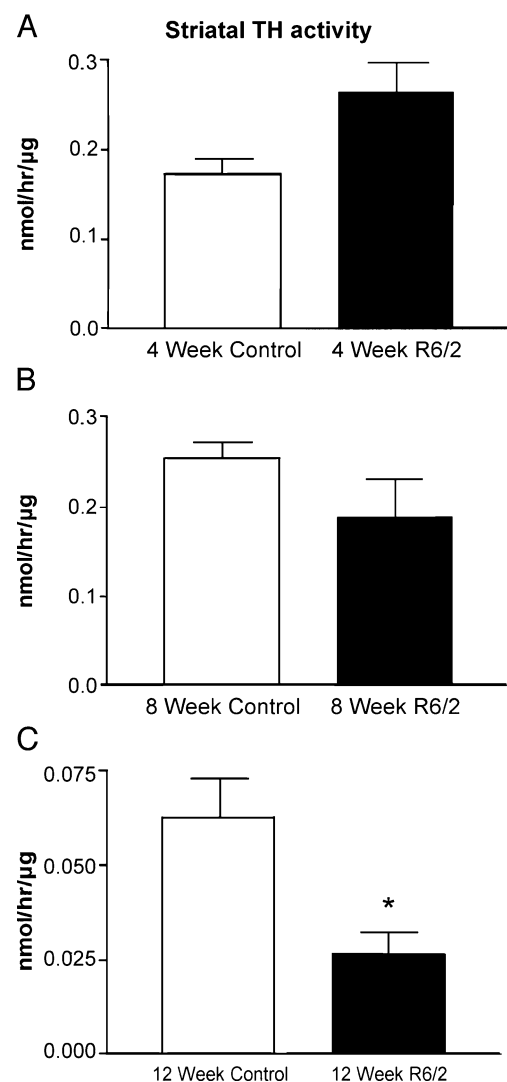 A
Striatal TH activity
0.3
0.2
0.1
0.0
nmol/hr/µg
4 Week Control
4 Week R6/2
B
0.3
0.2
0.1
0.0
nmol/hr/µg
8 Week Control
8 Week R6/2
C
0.075
0.050
0.025
0.000
nmol/hr/µg
*
12 Week Control
12 Week R6/2